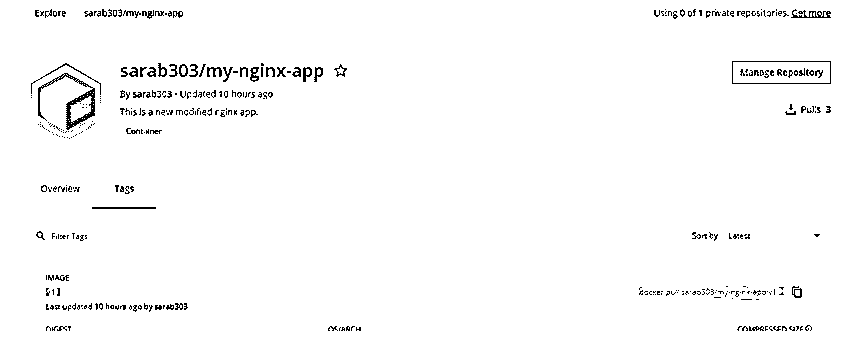 Explore sarab303/my-nginx-app Using 0 of 1 private repositories. Get more
sarab303/my-nginx-app
Manage Repository
By sarab303 • Updated 10 hours ago
This is a new modified nginx app.
Pulls 3
Container
Overview Tags
Filter Tags Sort by Latest
IMAGE
docker pull sarab303/my-nginx-app:v1
Last updated 10 hours ago by sarab303
DIGEST OS/ARCH COMPRESSED SIZE